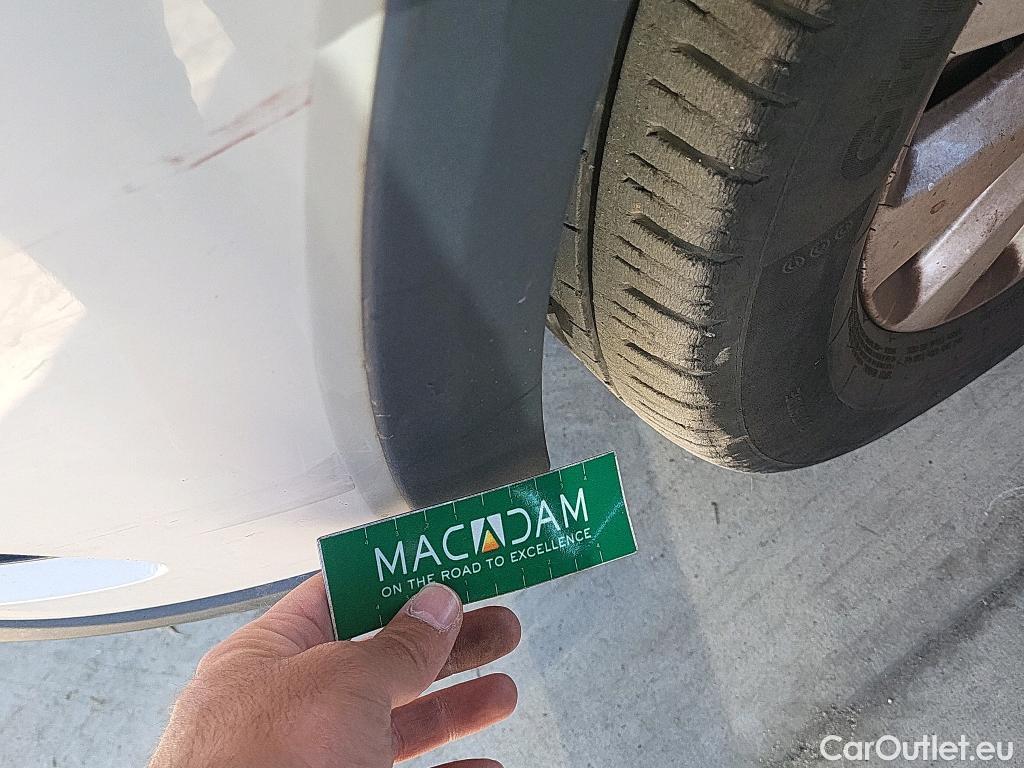 MACADAM
ON THE ROAD TO EXCELLENCE
CarOutlet.eu